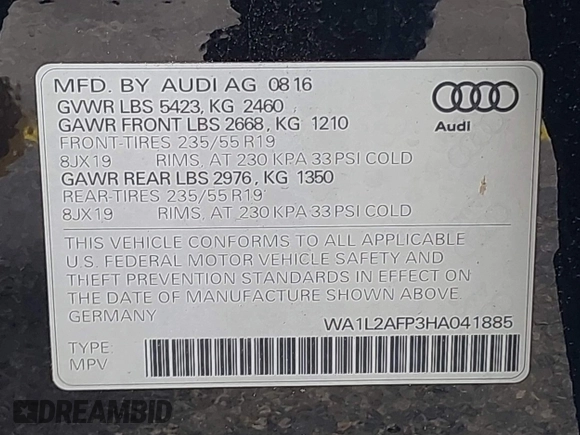 MFD. BY AUDI AG 08 16
GVWR LBS 5423, KG 2460
GAWR FRONT LBS 2668, KG 1210
FRONT-TIRES 235/55 R19
8JX19 RIMS, AT 230 KPA 33 PSI COLD
GAWR REAR LBS 2976, KG 1350
REAR-TIRES 235/55 R19
8JX19 RIMS, AT 230 KPA 33 PSI COLD
Audi
THIS VEHICLE CONFORMS TO ALL APPLICABLE
U.S. FEDERAL MOTOR VEHICLE SAFETY AND
THEFT PREVENTION STANDARDS IN EFFECT ON
THE DATE OF MANUFACTURE SHOWN ABOVE.
GERMANY
WA1L2AFP3HA041885
TYPE:
MPV
DREAMBID